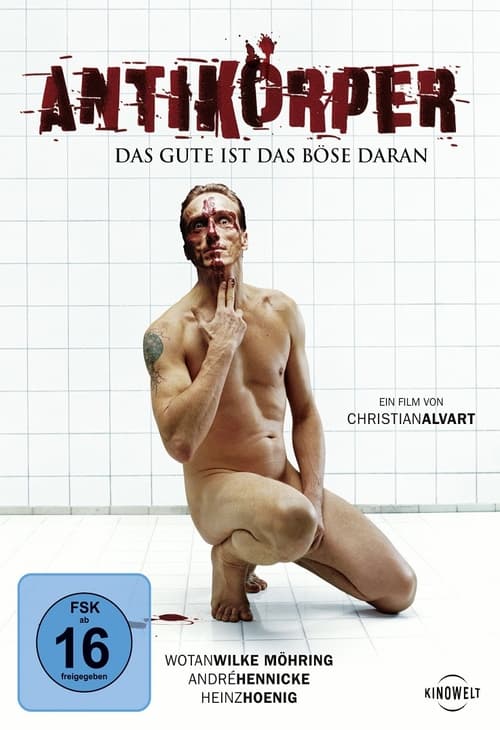 ANTIKÖRPER
DAS GUTE IST DAS BÖSE DARAN
EIN FILM VON
CHRISTIANALVART
FSK
ab
16
freigegeben
WOTANWILKE MÖHRING
ANDRÉHENNICKE
HEINZHOENIG
KINOWELT